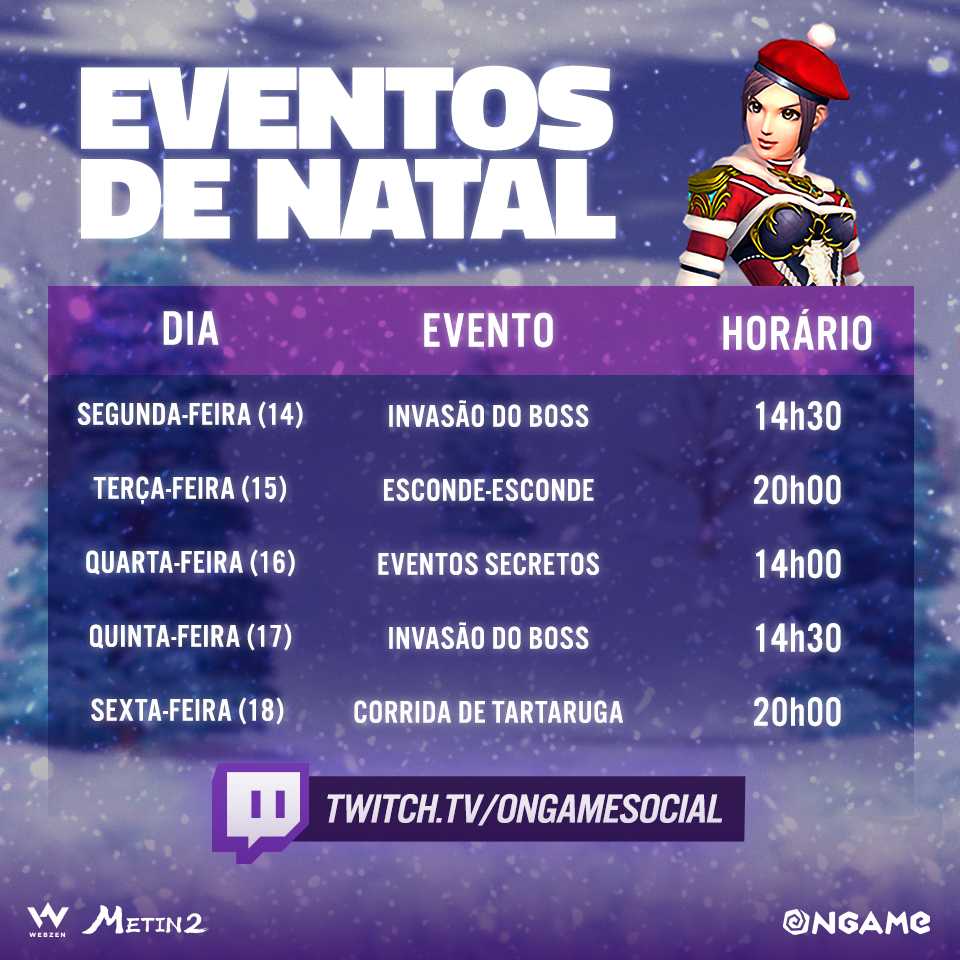 EVENTOS
DE NATAL
DIA EVENTO HORÁRIO
SEGUNDA-FEIRA (14) INVASÃO DO BOSS 14h30
TERÇA-FEIRA (15) ESCONDE-ESCONDE 20h00
QUARTA-FEIRA (16) EVENTOS SECRETOS 14h00
QUINTA-FEIRA (17) INVASÃO DO BOSS 14h30
SEXTA-FEIRA (18) CORRIDA DE TARTARUGA 20h00
TWITCH.TV/ONGAMESOCIAL
WEBZEN METIN2 ONGAME